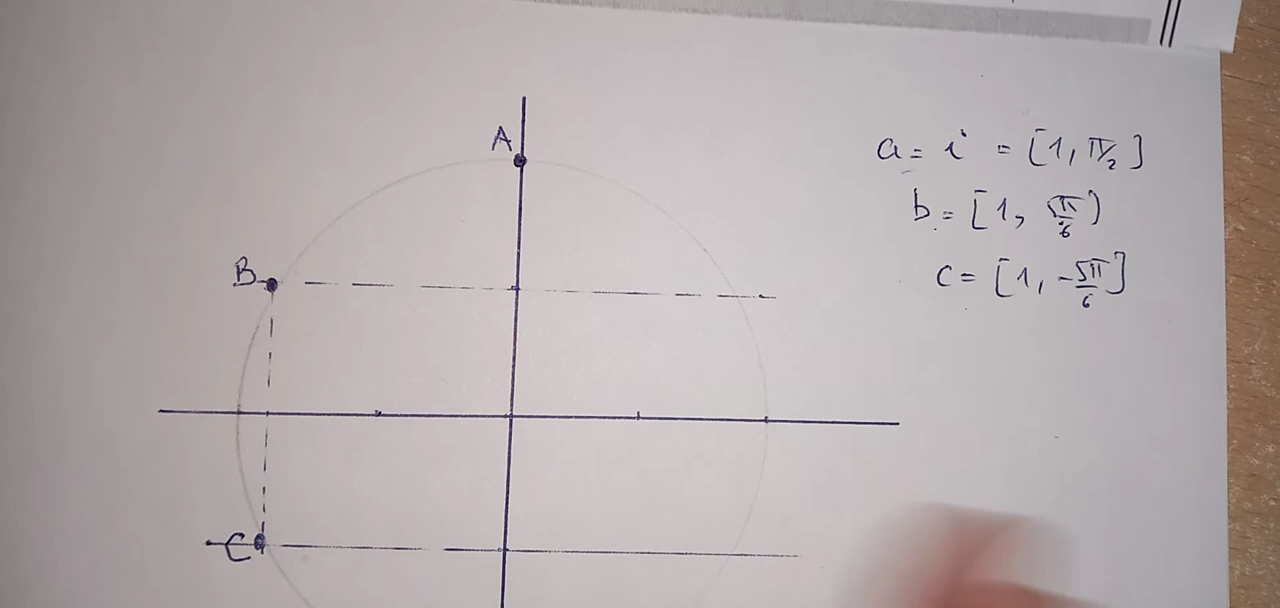 A
a = i = [1, π/2]
b = [1, 5π/6)
B
c = [1, -5π/6]
C